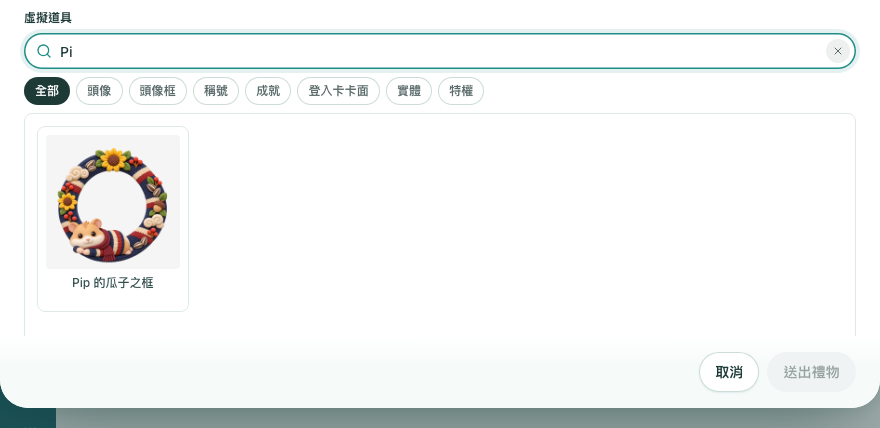 虛擬道具
Pi
全部 頭像 頭像框 稱號 成就 登入卡卡面 實體 特權
Pip 的瓜子之框
取消 送出禮物